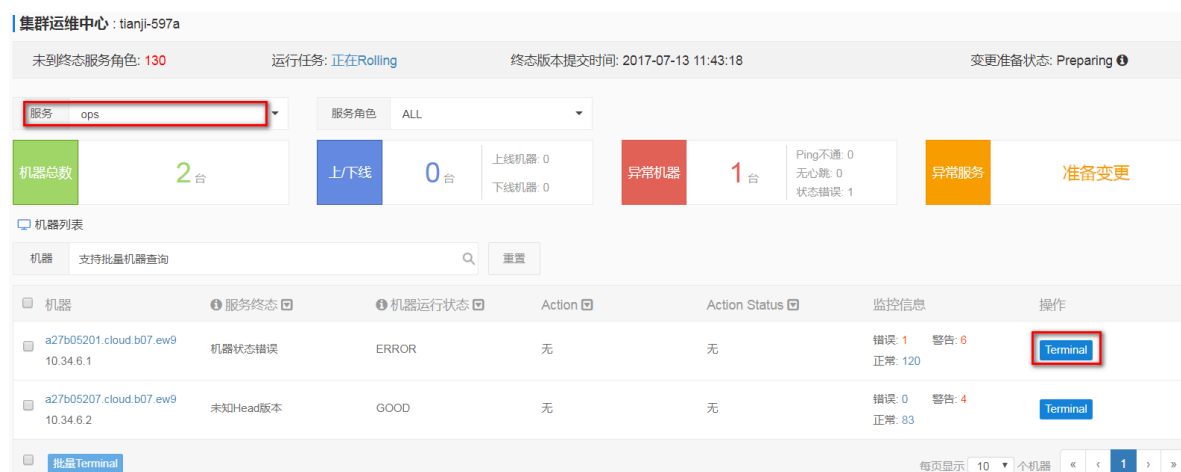 集群运维中心 : tianji-597a
未到终态服务角色: 130 运行任务: 正在Rolling 终态版本提交时间: 2017-07-13 11:43:18 变更准备状态: Preparing
服务 ops 服务角色 ALL
机器总数 2 台 上/下线 0 台 上线机器: 0 下线机器: 0 异常机器 1 台 Ping不通: 0 无心跳: 0 状态错误: 1 异常服务 准备变更
机器列表
机器 支持批量机器查询 重置
机器 服务终态 机器运行状态 Action Action Status 监控信息 操作
a27b05201.cloud.b07.ew9 机器状态错误 ERROR 无 无 错误: 1 警告: 6 Terminal
10.34.6.1 正常: 120
a27b05207.cloud.b07.ew9 未知Head版本 GOOD 无 无 错误: 0 警告: 4 Terminal
10.34.6.2 正常: 83
批量Terminal 每页显示 10 个机器 « ‹ 1 › »